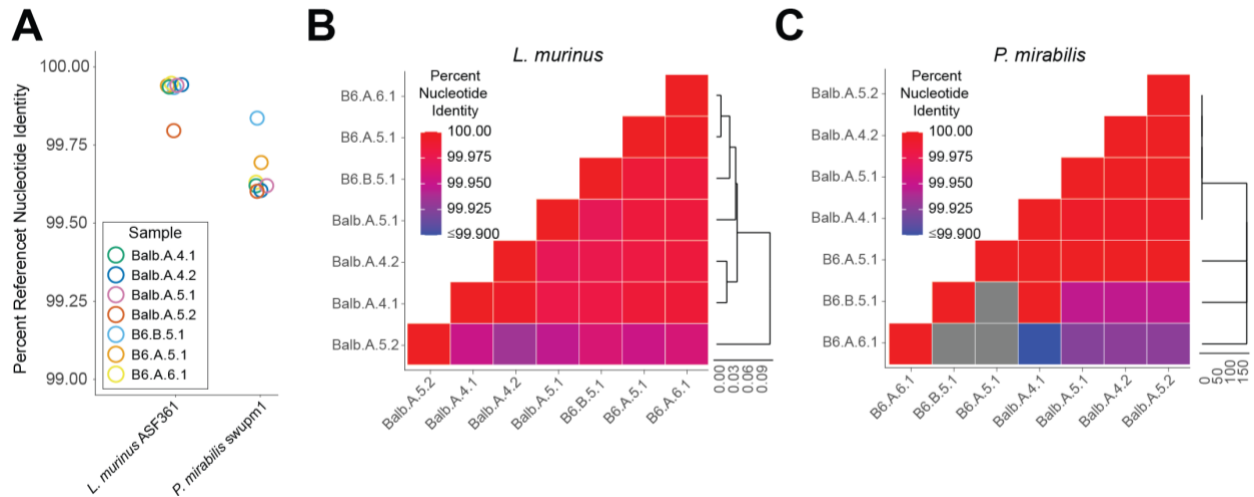 A
Percent Referencet Nucleotide Identity
100.00
99.75
99.50
99.25
99.00
Sample
Balb.A.4.1
Balb.A.4.2
Balb.A.5.1
Balb.A.5.2
B6.B.5.1
B6.A.5.1
B6.A.6.1
L. murinus ASF361
P. mirabilis swupm1
B
L. murinus
Percent
Nucleotide
Identity
100.00
99.975
99.950
99.925
≤99.900
B6.A.6.1
B6.A.5.1
B6.B.5.1
Balb.A.5.1
Balb.A.4.2
Balb.A.4.1
Balb.A.5.2
Balb.A.5.2
Balb.A.4.1
Balb.A.4.2
Balb.A.5.1
B6.B.5.1
B6.A.5.1
B6.A.6.1
0.00
0.03
0.06
0.09
C
P. mirabilis
Percent
Nucleotide
Identity
100.00
99.975
99.950
99.925
≤99.900
Balb.A.5.2
Balb.A.4.2
Balb.A.5.1
Balb.A.4.1
B6.A.5.1
B6.B.5.1
B6.A.6.1
B6.A.6.1
B6.B.5.1
B6.A.5.1
Balb.A.4.1
Balb.A.5.1
Balb.A.4.2
Balb.A.5.2
0
50
100
150